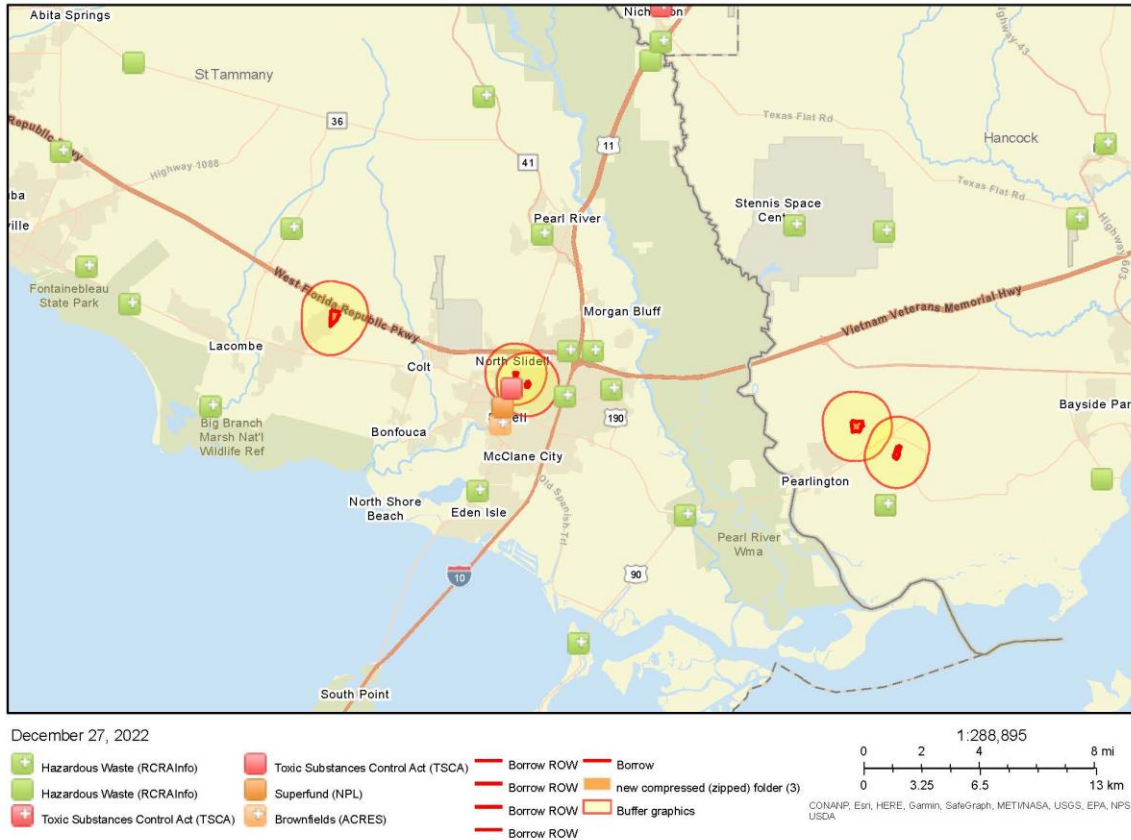 Abita Springs
Highway-43
St Tammany
36
11
Texas Flat Rd
Hancock
Republic
Highway-1088
41
Texas Flat Rd
Stennis Space
ville
Pearl River
Highway-603
Fontainebleau
State Park
West Florida Republic Pkwy
Morgan Bluff
Vietnam Veterans Memorial Hwy
Lacombe
North Slidell
Colt
Bayside Par
190
Big Branch
Marsh Nat'l
Wildlife Ref
Bonfouca
McClane City
Pearlington
Old Spanish-Trl
North Shore
Beach
Eden Isle
Pearl River
Wma
90
10
South Point
December 27, 2022
Hazardous Waste (RCRAInfo)
Hazardous Waste (RCRAInfo)
Toxic Substances Control Act (TSCA)
Toxic Substances Control Act (TSCA)
Superfund (NPL)
Brownfields (ACRES)
Borrow ROW
Borrow ROW
Borrow ROW
Borrow ROW
Borrow
new compressed (zipped) folder (3)
Buffer graphics
1:288,895
0 2 4 8 mi
0 3.25 6.5 13 km
CONANP, Esri, HERE, Garmin, SafeGraph, METI/NASA, USGS, EPA, NPS,
USDA